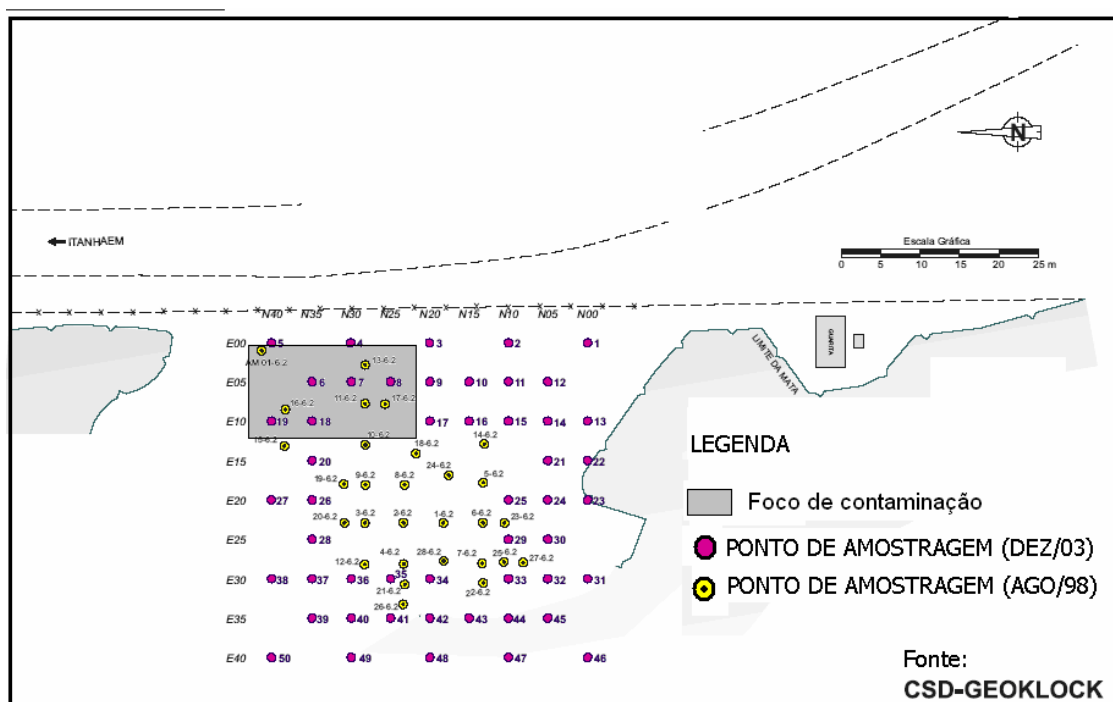 N
ITANHAEM
Escala Gráfica
0 5 10 15 20 25 m
N40 N35 N30 N25 N20 N15 N10 N05 N00
GUARITA
LIMITE DA MATA
E00 5 4 3 2 1
AM 01-6.2 13-6.2
E05 6 7 8 9 10 11 12
16-6.2 11-6.2 17-6.2
E10 19 18 17 16 15 14 13
15-6.2 10-6.2 18-6.2 14-6.2
E15 20 21 22
19-6.2 9-6.2 8-6.2 24-6.2 5-6.2
E20 27 26 25 24 23
20-6.2 3-6.2 2-6.2 1-6.2 6-6.2 23-6.2
E25 28 29 30
12-6.2 4-6.2 28-6.2 7-6.2 25-6.2 27-6.2
E30 38 37 36 35 34 33 32 31
21-6.2 22-6.2
26-6.2
E35 39 40 41 42 43 44 45
E40 50 49 48 47 46
LEGENDA
Foco de contaminação
PONTO DE AMOSTRAGEM (DEZ/03)
PONTO DE AMOSTRAGEM (AGO/98)
Fonte:
CSD-GEOKLOCK